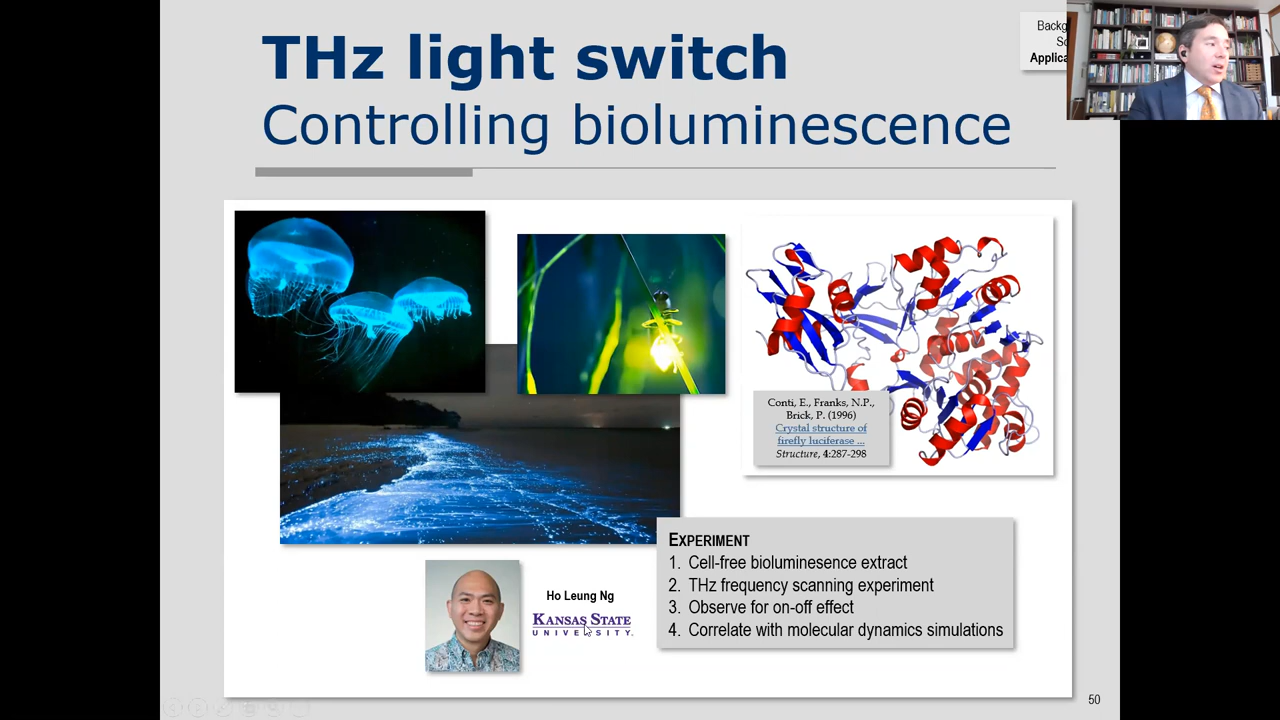 THz light switch
Controlling bioluminescence
Applica
Conti, E., Franks, N.P.,
Brick, P. (1996)
Crystal structure of
firefly luciferase ...
Structure, 4:287-298
EXPERIMENT
1. Cell-free bioluminesence extract
2. THz frequency scanning experiment
3. Observe for on-off effect
4. Correlate with molecular dynamics simulations
Ho Leung Ng
KANSAS STATE
UNIVERSITY.
50